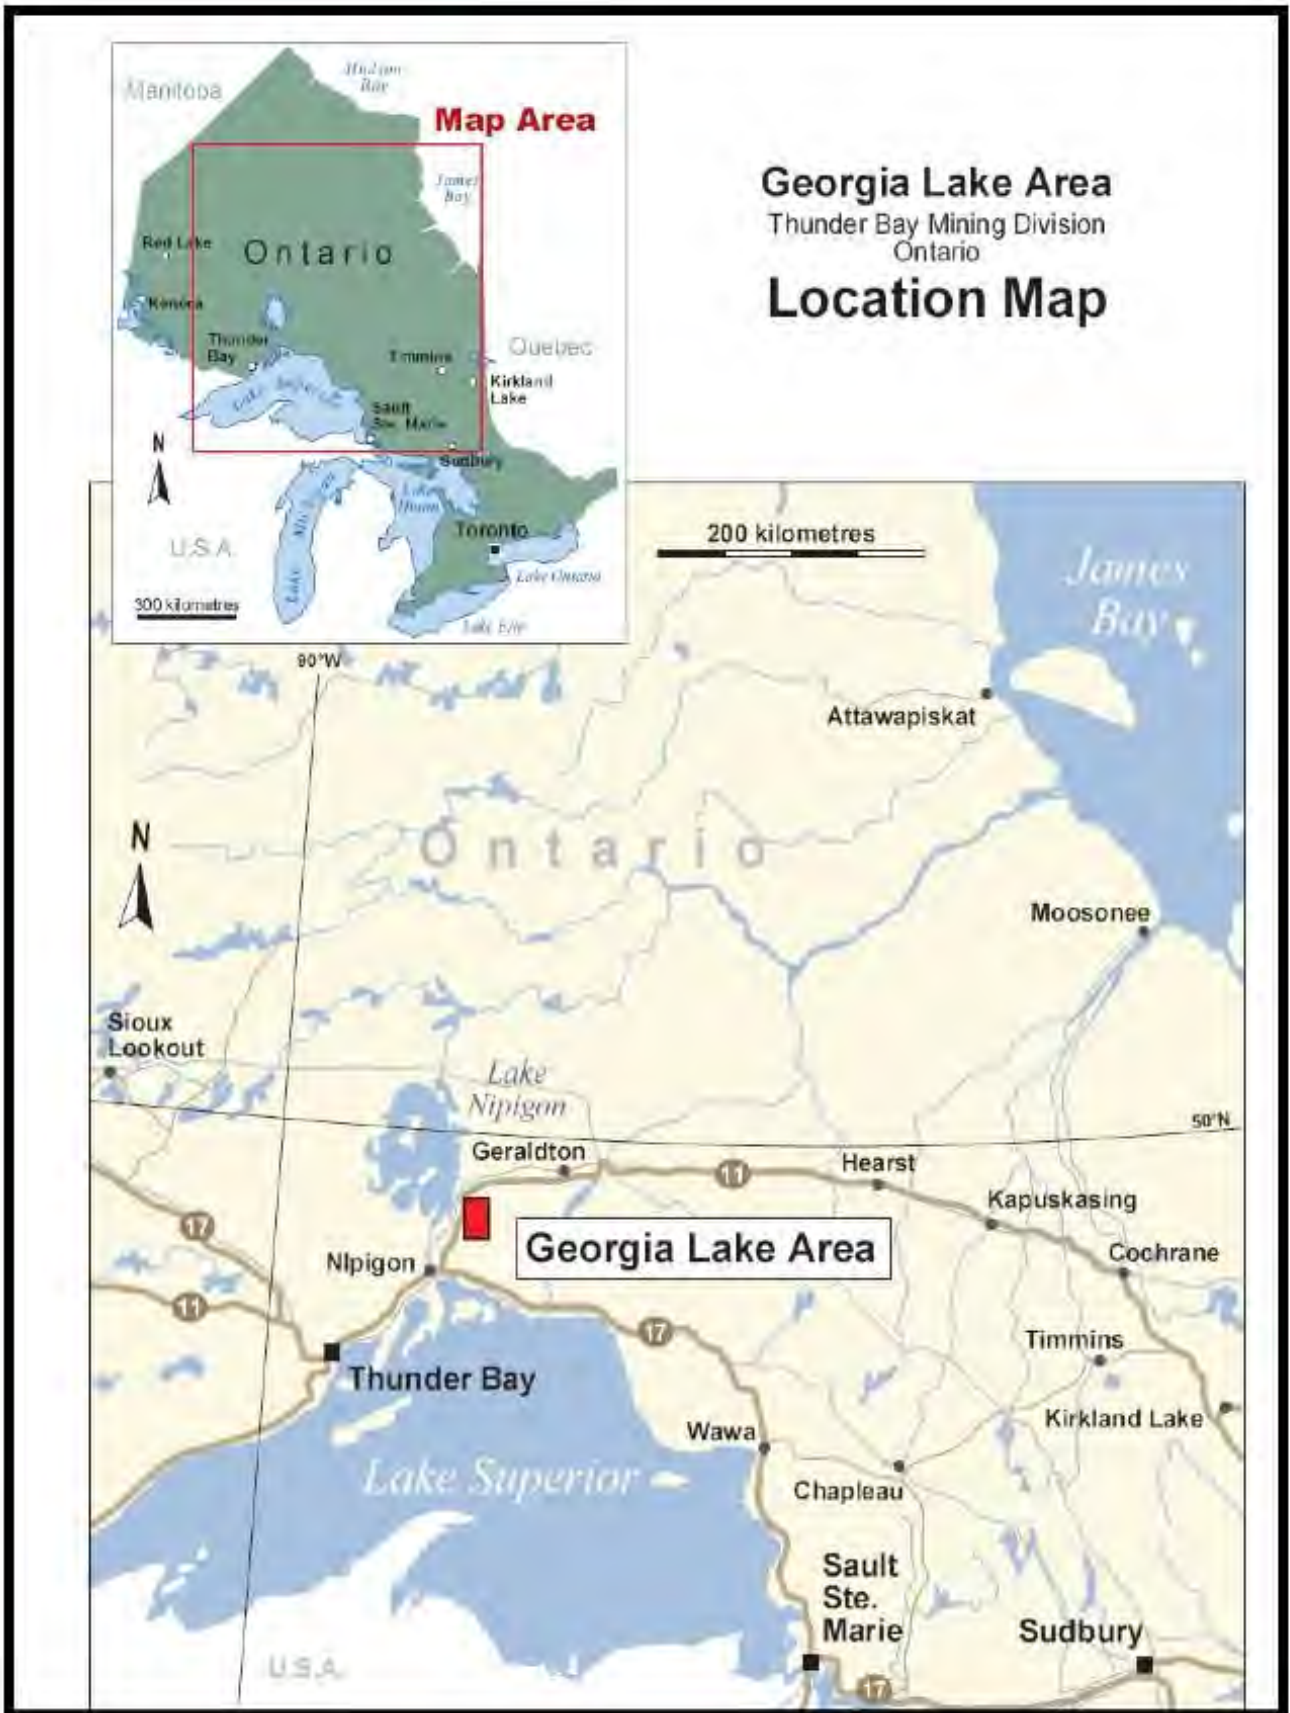 Manitoba
Hudson
Bay
Map Area
James
Bay
Red Lake
Ontario
Kenora
Thunder
Bay
Timmins
Quebec
Kirkland
Lake
Lake Superior
Sault
Ste. Marie
N
Sudbury
Lake Michigan
Lake
Huron
U.S.A.
Toronto
Lake Ontario
300 kilometres
Lake Erie
Georgia Lake Area
Thunder Bay Mining Division
Ontario
Location Map
200 kilometres
James
Bay
90°W
Attawapiskat
N
Ontario
Moosonee
Sioux
Lookout
Lake
Nipigon
50°N
Geraldton
11
Hearst
Kapuskasing
17
Georgia Lake Area
NIpigon
Cochrane
11
17
Timmins
Thunder Bay
Kirkland Lake
Wawa
Lake Superior
Chapleau
Sault
Ste.
Marie
Sudbury
U.S.A.
17